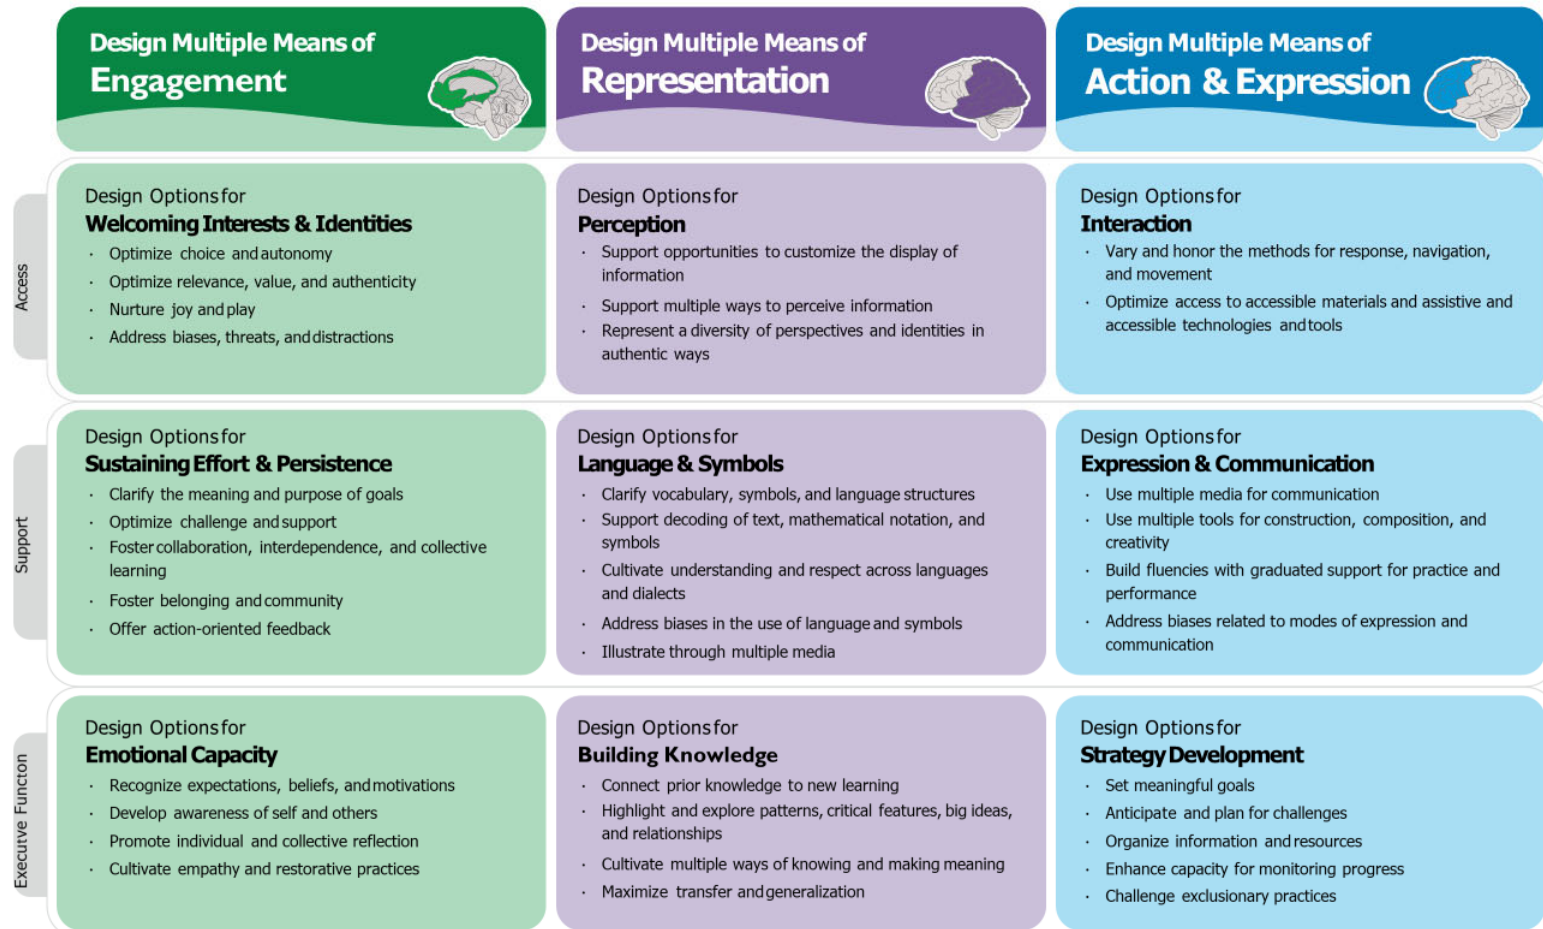 Design Multiple Means of
Engagement
Design Multiple Means of
Representation
Design Multiple Means of
Action & Expression
Access
Design Options for
Welcoming Interests & Identities
· Optimize choice and autonomy
· Optimize relevance, value, and authenticity
· Nurture joy and play
· Address biases, threats, and distractions
Design Options for
Perception
· Support opportunities to customize the display of
information
· Support multiple ways to perceive information
· Represent a diversity of perspectives and identities in
authentic ways
Design Options for
Interaction
· Vary and honor the methods for response, navigation,
and movement
· Optimize access to accessible materials and assistive and
accessible technologies and tools
Support
Design Options for
Sustaining Effort & Persistence
· Clarify the meaning and purpose of goals
· Optimize challenge and support
· Foster collaboration, interdependence, and collective
learning
· Foster belonging and community
· Offer action-oriented feedback
Design Options for
Language & Symbols
· Clarify vocabulary, symbols, and language structures
· Support decoding of text, mathematical notation, and
symbols
· Cultivate understanding and respect across languages
and dialects
· Address biases in the use of language and symbols
· Illustrate through multiple media
Design Options for
Expression & Communication
· Use multiple media for communication
· Use multiple tools for construction, composition, and
creativity
· Build fluencies with graduated support for practice and
performance
· Address biases related to modes of expression and
communication
Executve Functon
Design Options for
Emotional Capacity
· Recognize expectations, beliefs, and motivations
· Develop awareness of self and others
· Promote individual and collective reflection
· Cultivate empathy and restorative practices
Design Options for
Building Knowledge
· Connect prior knowledge to new learning
· Highlight and explore patterns, critical features, big ideas,
and relationships
· Cultivate multiple ways of knowing and making meaning
· Maximize transfer and generalization
Design Options for
Strategy Development
· Set meaningful goals
· Anticipate and plan for challenges
· Organize information and resources
· Enhance capacity for monitoring progress
· Challenge exclusionary practices